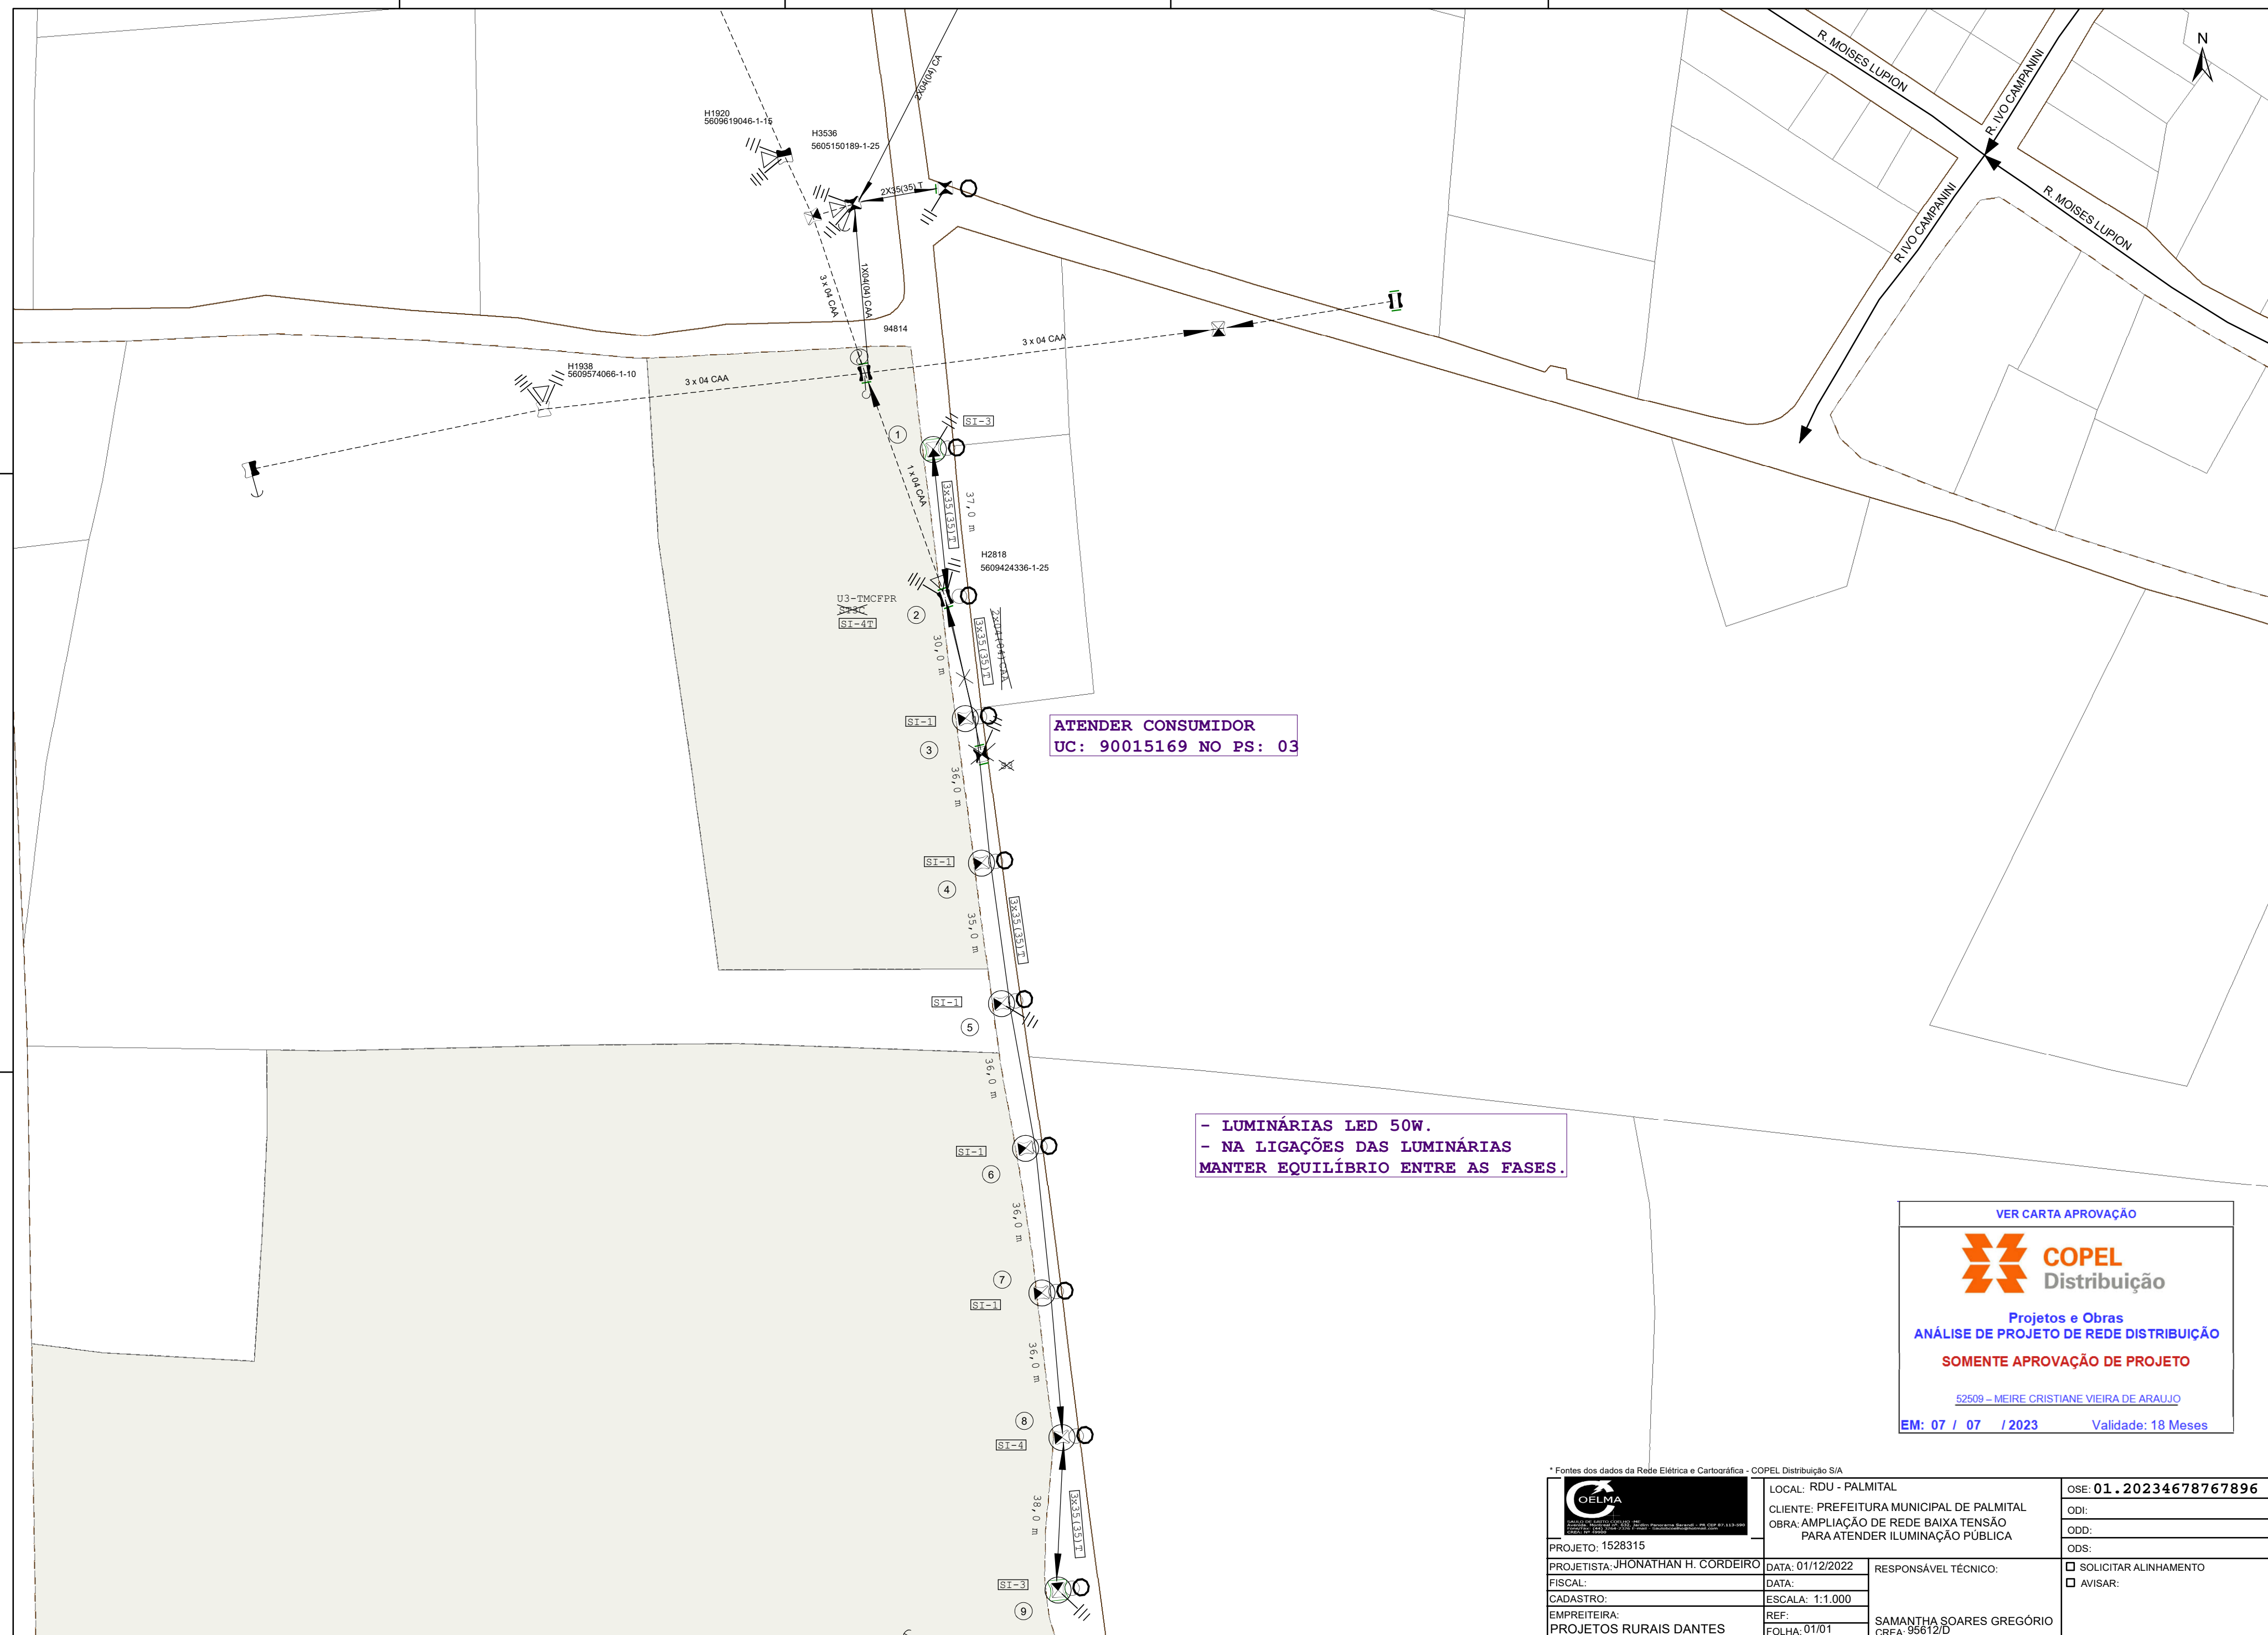 R. MOISES LUPION
R. IVO CAMPANINI
N
R IVO CAMPANINI
R. MOISES LUPION
2X04(04) CA
H1920
5609619046-1-15
H3536
5605150189-1-25
2X35(35) T
3 x 04 CAA
1X04(04) CAA
94814
3 x 04 CAA
H1938
5609574066-1-10
3 x 04 CAA
SI-3
1
1 x 04 CAA
3x35(35)T
37,0 m
H2818
5609424336-1-25
U3-TMCFPR
SI-4T
2
30,0 m
3x35(35)T
2x04(04)CAA
SI-1
3
ATENDER CONSUMIDOR
UC: 90015169 NO PS: 03
36,0 m
SI-1
4
35,0 m
3x35(35)T
SI-1
5
36,0 m
- LUMINÁRIAS LED 50W.
- NA LIGAÇÕES DAS LUMINÁRIAS
MANTER EQUILÍBRIO ENTRE AS FASES.
SI-1
6
36,0 m
7
SI-1
36,0 m
8
SI-4
38,0 m
3x35(35)T
SI-3
9
VER CARTA APROVAÇÃO
COPEL
Distribuição
Projetos e Obras
ANÁLISE DE PROJETO DE REDE DISTRIBUIÇÃO
SOMENTE APROVAÇÃO DE PROJETO
52509 – MEIRE CRISTIANE VIEIRA DE ARAUJO
EM: 07 / 07 / 2023 Validade: 18 Meses
* Fontes dos dados da Rede Elétrica e Cartográfica - COPEL Distribuição S/A
COELMA
PROJETO: 1528315
PROJETISTA: JHONATHAN H. CORDEIRO
FISCAL:
CADASTRO:
EMPREITEIRA:
PROJETOS RURAIS DANTES
LOCAL: RDU - PALMITAL
CLIENTE: PREFEITURA MUNICIPAL DE PALMITAL
OBRA: AMPLIAÇÃO DE REDE BAIXA TENSÃO
PARA ATENDER ILUMINAÇÃO PÚBLICA
DATA: 01/12/2022
DATA:
ESCALA: 1:1.000
REF:
FOLHA: 01/01
RESPONSÁVEL TÉCNICO:
SAMANTHA SOARES GREGÓRIO
CREA: 95612/D
OSE: 01.20234678767896
ODI:
ODD:
ODS:
SOLICITAR ALINHAMENTO
AVISAR: